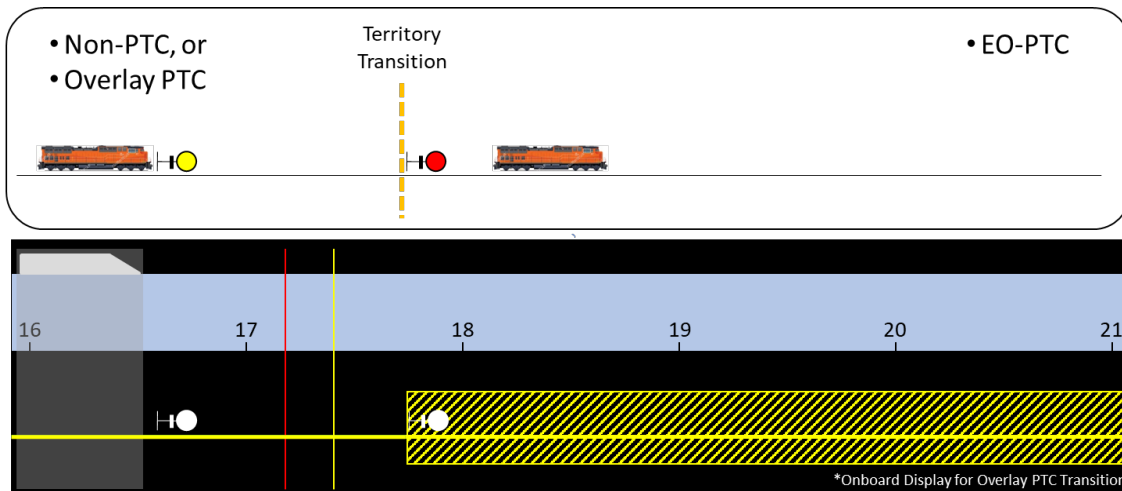 • Non-PTC, or
• Overlay PTC
Territory
Transition
• EO-PTC
16 17 18 19 20 21
*Onboard Display for Overlay PTC Transition